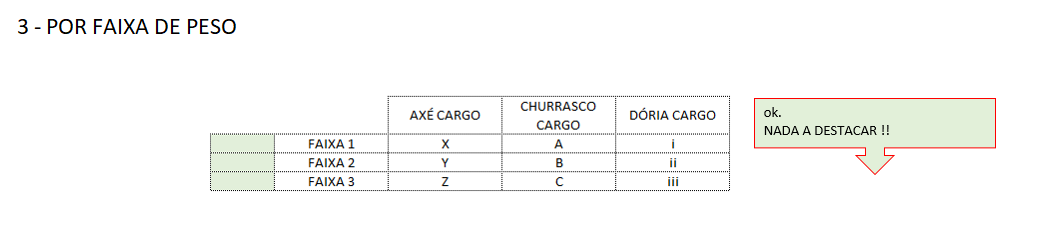 3 - POR FAIXA DE PESO
AXÉ CARGO CHURRASCO CARGO DÓRIA CARGO
FAIXA 1 X A i
FAIXA 2 Y B ii
FAIXA 3 Z C iii
ok.
NADA A DESTACAR !!